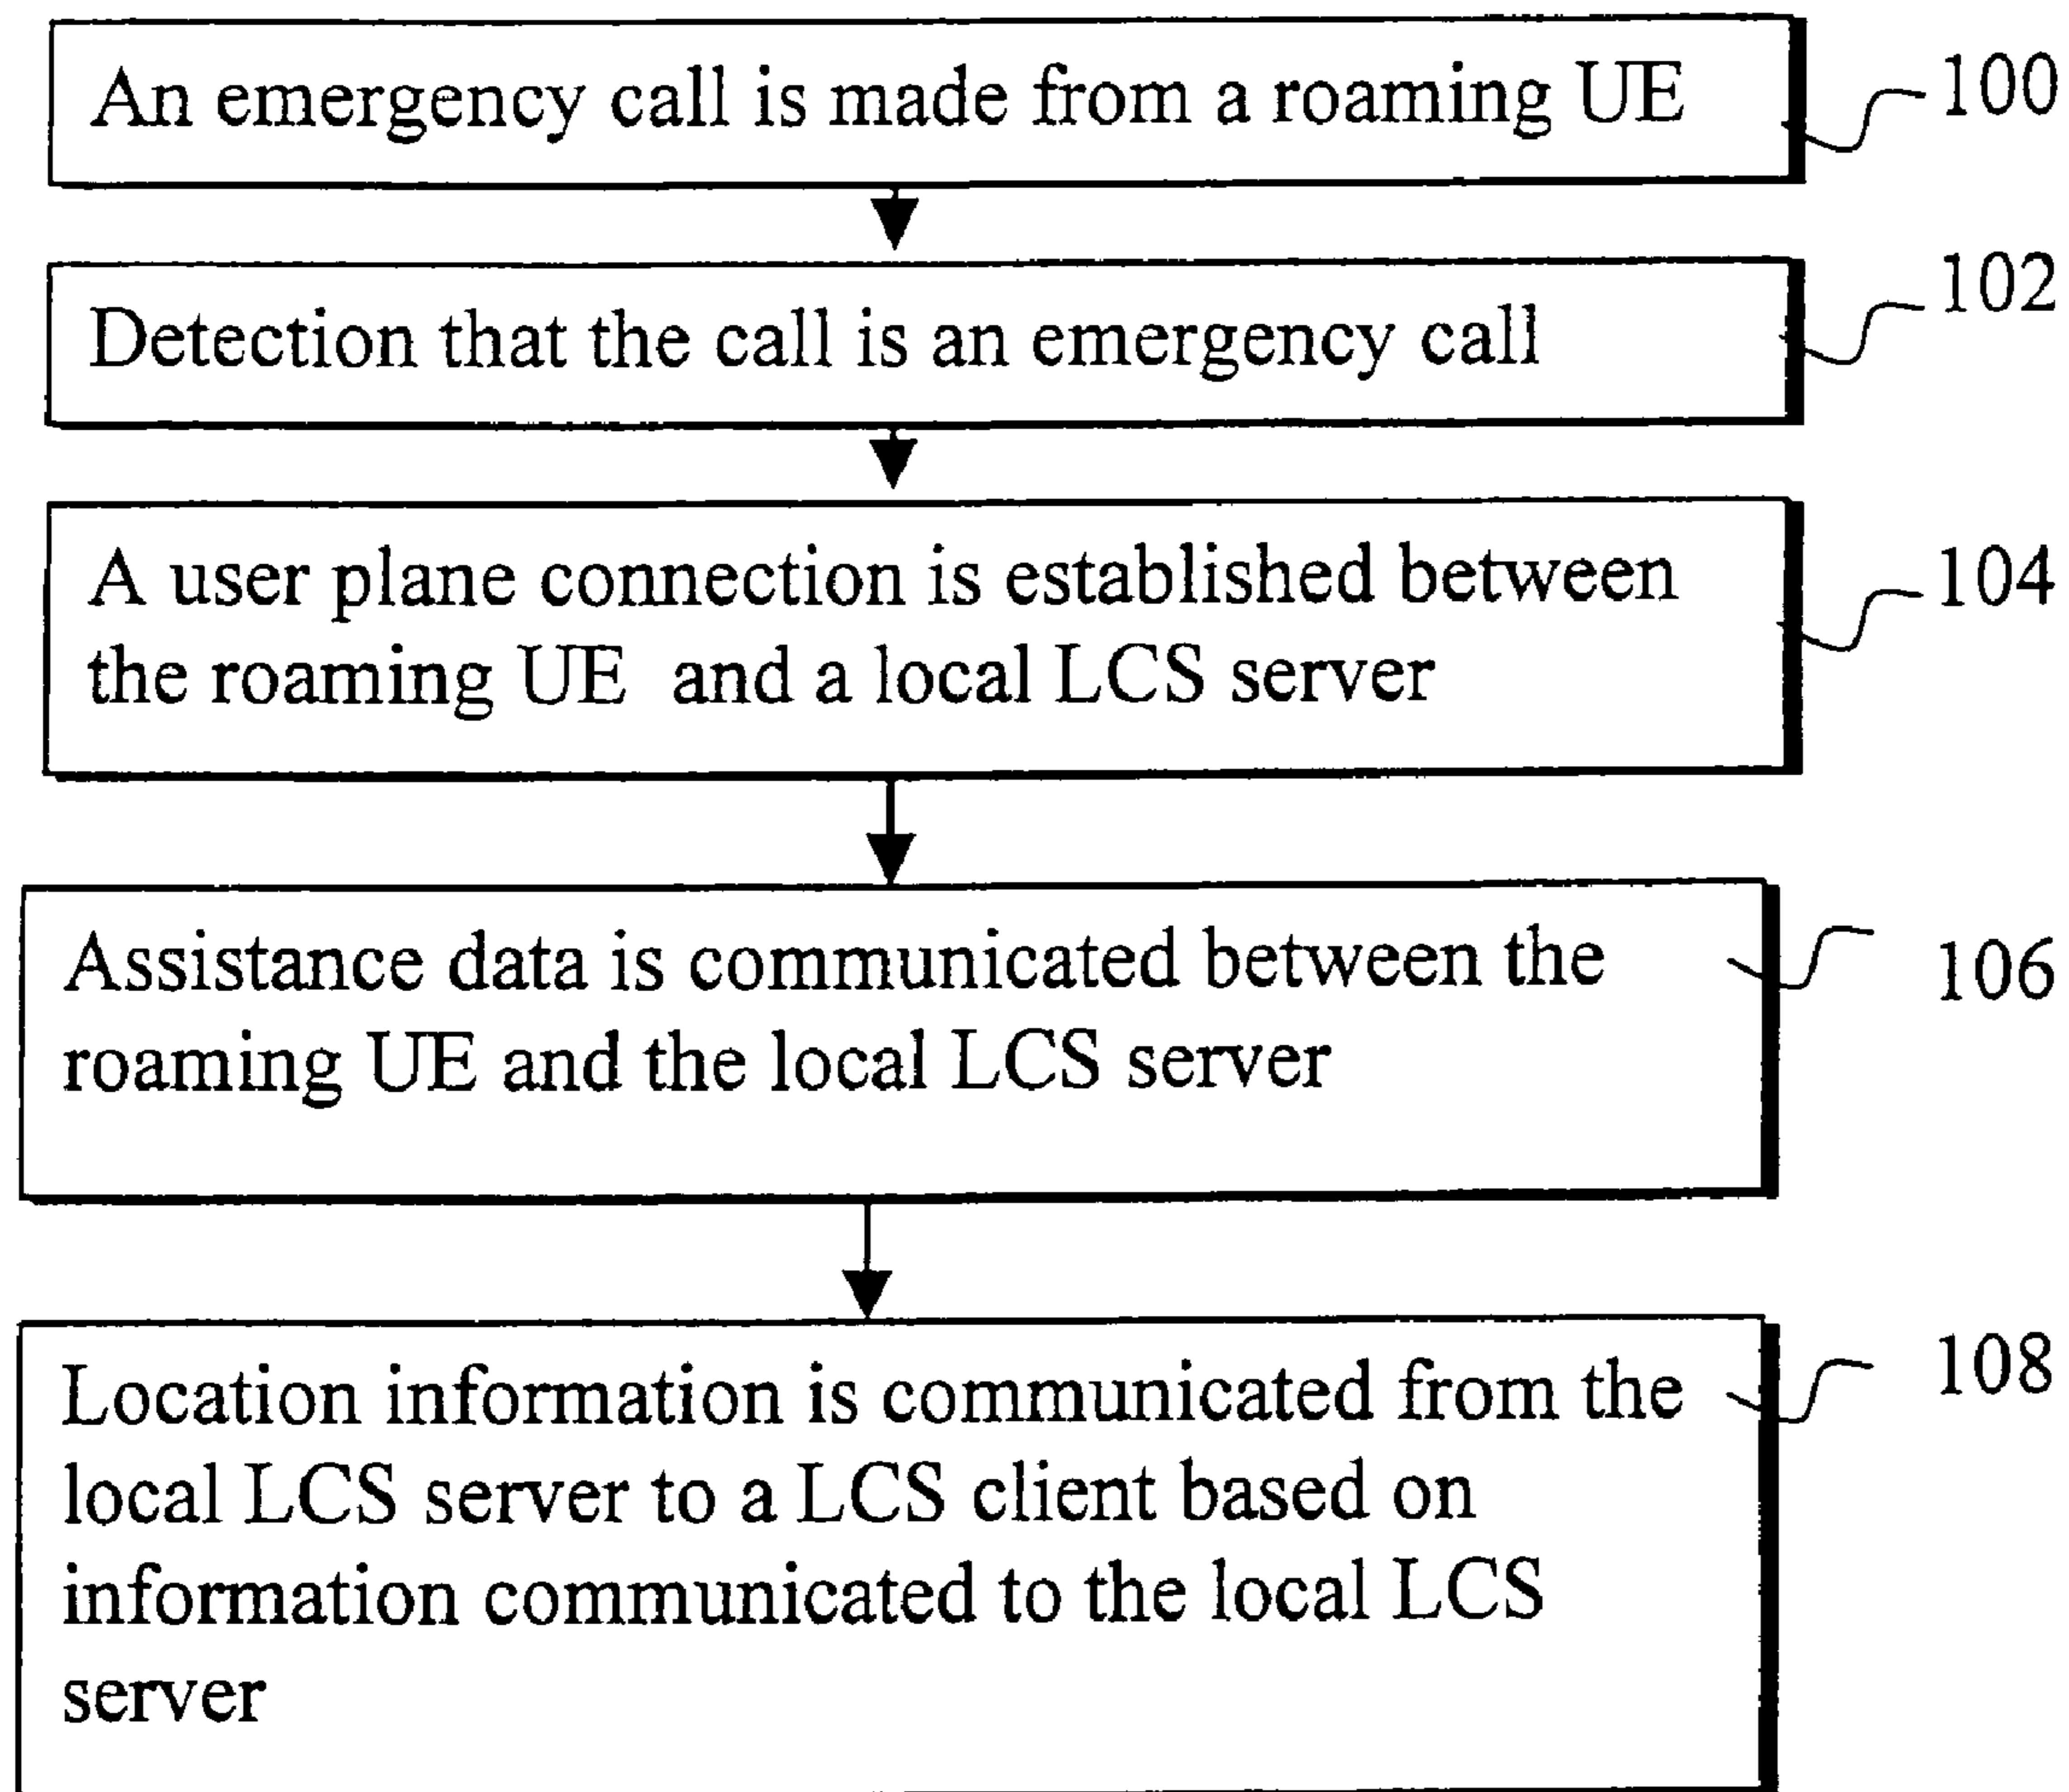 An emergency call is made from a roaming UE
100
Detection that the call is an emergency call
102
A user plane connection is established between
the roaming UE and a local LCS server
104
Assistance data is communicated between the
roaming UE and the local LCS server
106
Location information is communicated from the
local LCS server to a LCS client based on
information communicated to the local LCS
server
108